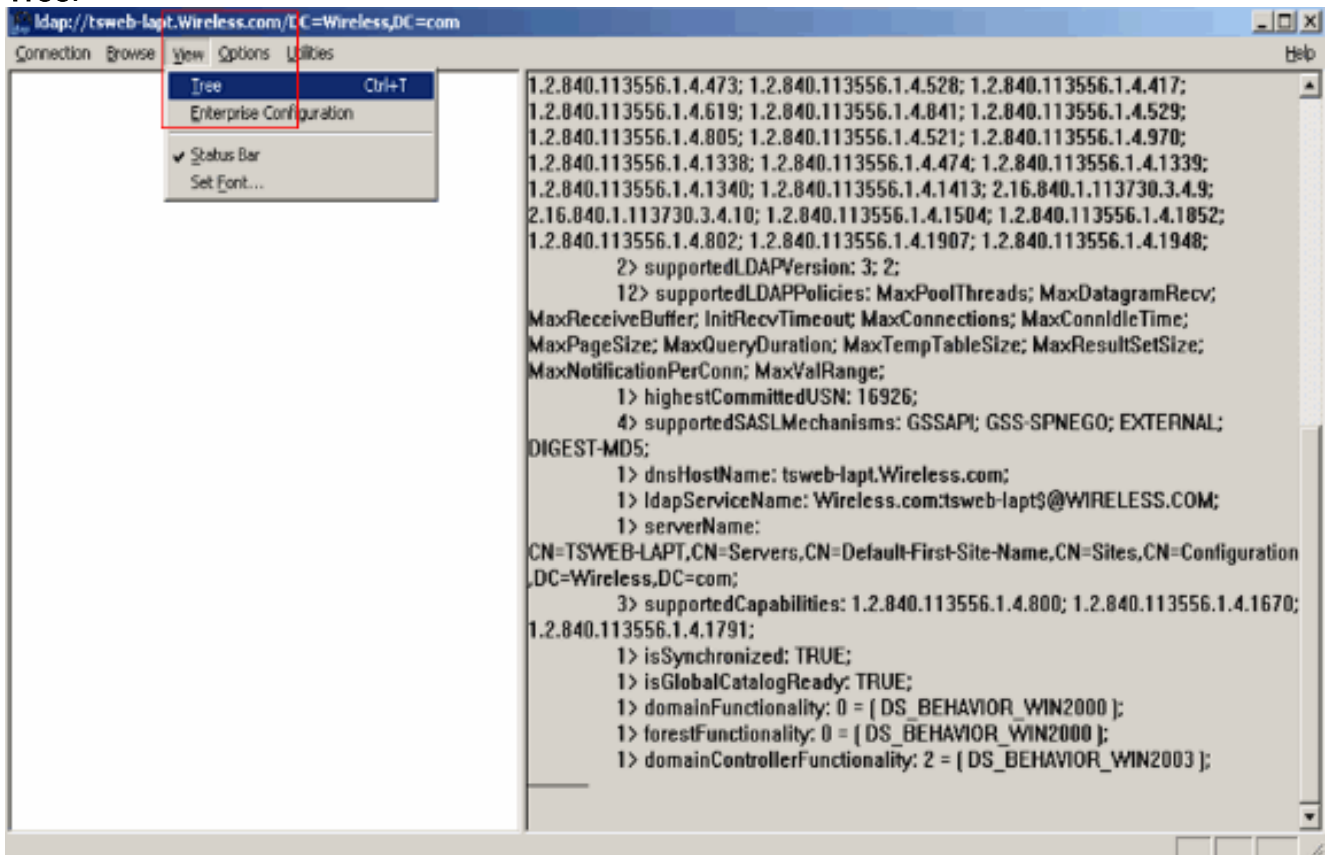 Tree.
ldap://tsweb-lapt.Wireless.com/DC=Wireless,DC=com
Connection Browse View Options Utilities Help
Tree Ctrl+T
Enterprise Configuration
Status Bar
Set Font...
1.2.840.113556.1.4.473; 1.2.840.113556.1.4.528; 1.2.840.113556.1.4.417;
1.2.840.113556.1.4.619; 1.2.840.113556.1.4.841; 1.2.840.113556.1.4.529;
1.2.840.113556.1.4.805; 1.2.840.113556.1.4.521; 1.2.840.113556.1.4.970;
1.2.840.113556.1.4.1338; 1.2.840.113556.1.4.474; 1.2.840.113556.1.4.1339;
1.2.840.113556.1.4.1340; 1.2.840.113556.1.4.1413; 2.16.840.1.113730.3.4.9;
2.16.840.1.113730.3.4.10; 1.2.840.113556.1.4.1504; 1.2.840.113556.1.4.1852;
1.2.840.113556.1.4.802; 1.2.840.113556.1.4.1907; 1.2.840.113556.1.4.1948;
2> supportedLDAPVersion: 3; 2;
12> supportedLDAPPolicies: MaxPoolThreads; MaxDatagramRecv;
MaxReceiveBuffer; InitRecvTimeout; MaxConnections; MaxConnIdleTime;
MaxPageSize; MaxQueryDuration; MaxTempTableSize; MaxResultSetSize;
MaxNotificationPerConn; MaxValRange;
1> highestCommittedUSN: 16926;
4> supportedSASLMechanisms: GSSAPI; GSS-SPNEGO; EXTERNAL;
DIGEST-MD5;
1> dnsHostName: tsweb-lapt.Wireless.com;
1> ldapServiceName: Wireless.com:tsweb-lapt$@WIRELESS.COM;
1> serverName:
CN=TSWEB-LAPT,CN=Servers,CN=Default-First-Site-Name,CN=Sites,CN=Configuration
,DC=Wireless,DC=com;
3> supportedCapabilities: 1.2.840.113556.1.4.800; 1.2.840.113556.1.4.1670;
1.2.840.113556.1.4.1791;
1> isSynchronized: TRUE;
1> isGlobalCatalogReady: TRUE;
1> domainFunctionality: 0 = ( DS_BEHAVIOR_WIN2000 );
1> forestFunctionality: 0 = ( DS_BEHAVIOR_WIN2000 );
1> domainControllerFunctionality: 2 = ( DS_BEHAVIOR_WIN2003 );